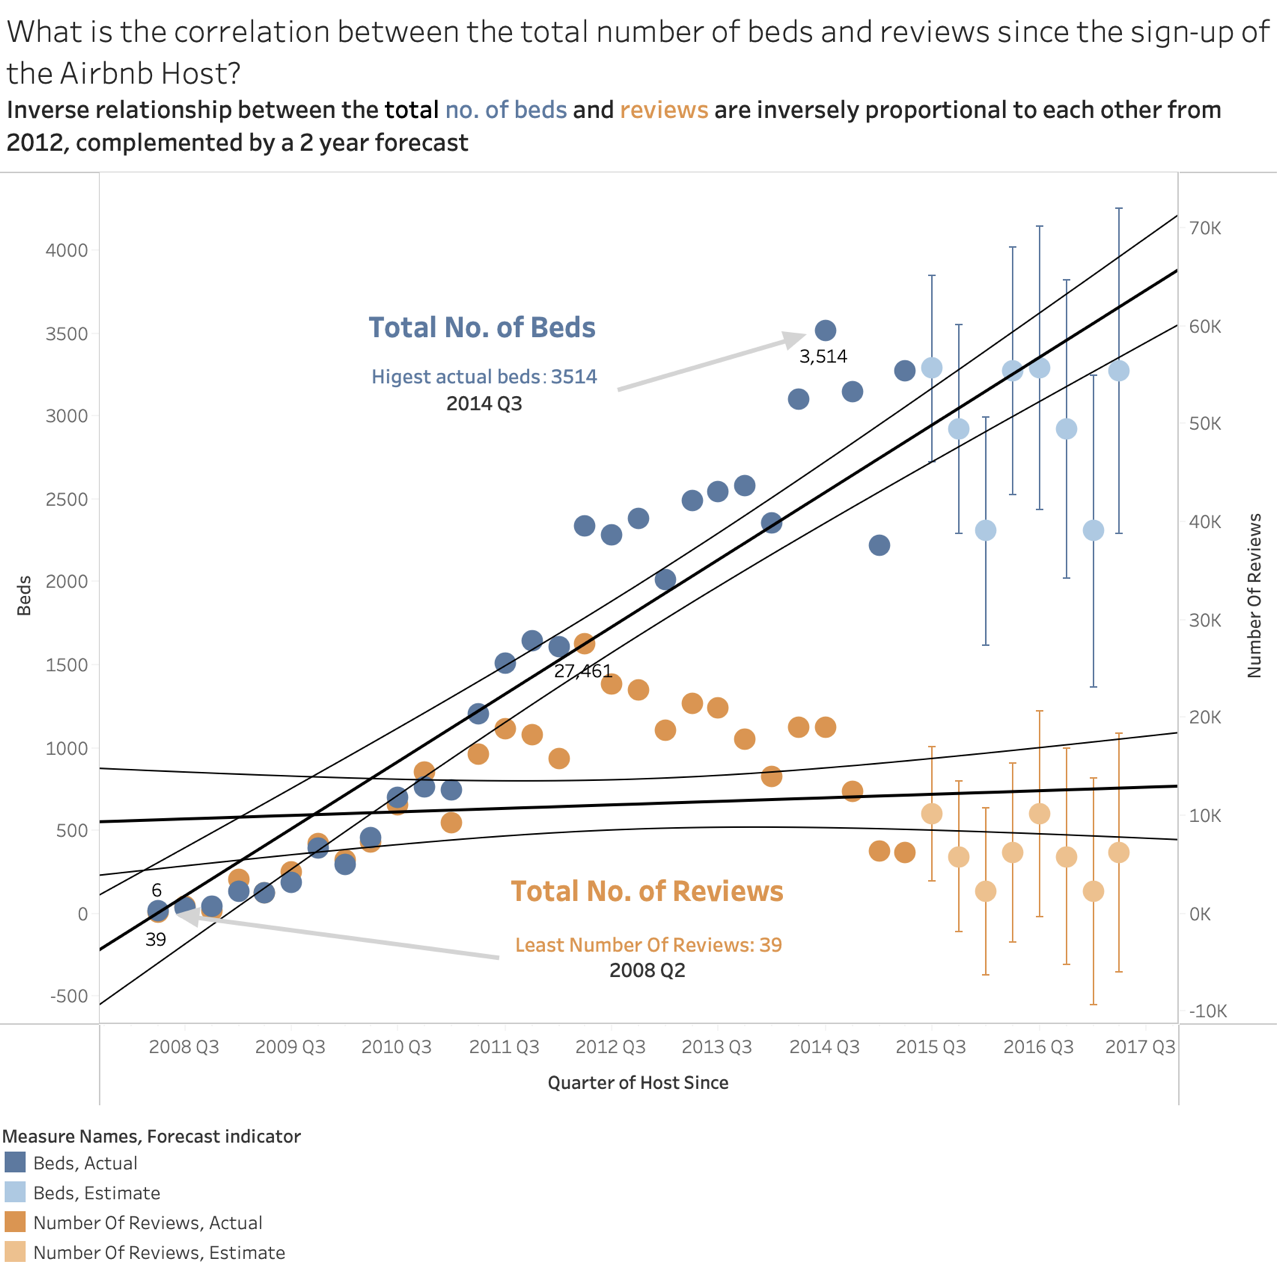 What is the correlation between the total number of beds and reviews since the sign-up of
the Airbnb Host?
Inverse relationship between the total no. of beds and reviews are inversely proportional to each other from
2012, complemented by a 2 year forecast
70K
4000
Total No. of Beds
3500
60K
3,514
Higest actual beds: 3514
2014 Q3
3000
50K
2500
40K
Beds
Number Of Reviews
2000
30K
1500
27,461
20K
1000
500
10K
6
Total No. of Reviews
0
0K
39
Least Number Of Reviews: 39
2008 Q2
-500
-10K
2008 Q3 2009 Q3 2010 Q3 2011 Q3 2012 Q3 2013 Q3 2014 Q3 2015 Q3 2016 Q3 2017 Q3
Quarter of Host Since
Measure Names, Forecast indicator
Beds, Actual
Beds, Estimate
Number Of Reviews, Actual
Number Of Reviews, Estimate